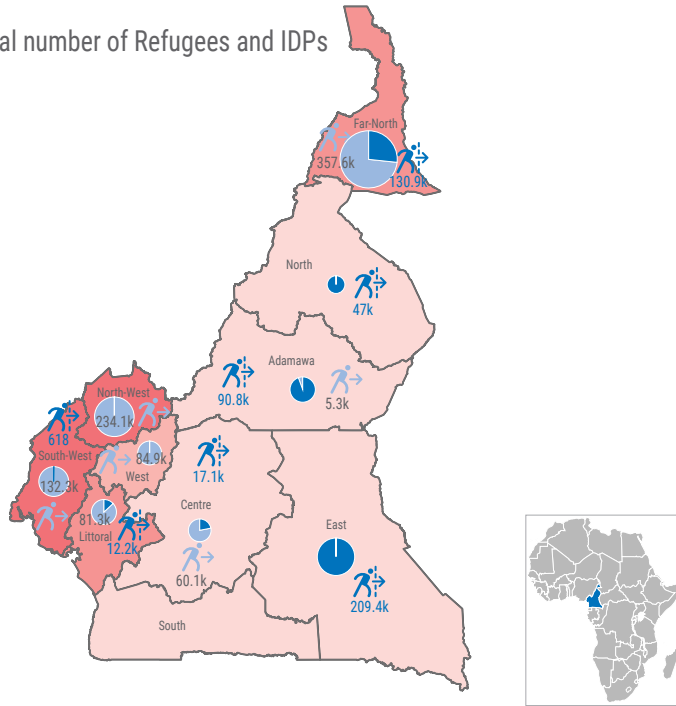 al number of Refugees and IDPs
Far-North
357.6k
130.9k
North
47k
Adamawa
90.8k
5.3k
North-West
234.1k
618
South-West
84.9k
132.3k
West
17.1k
81.3k
Centre
Littoral
12.2k
East
60.1k
209.4k
South